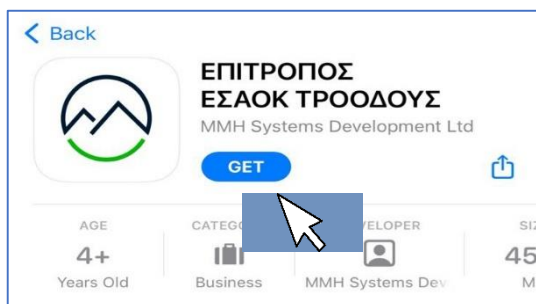 Back
ΕΠΙΤΡΟΠΟΣ
ΕΣΑΟΚ ΤΡΟΟΔΟΥΣ
MMH Systems Development Ltd
GET
AGE
4+
Years Old
Business
MMH Systems Dev